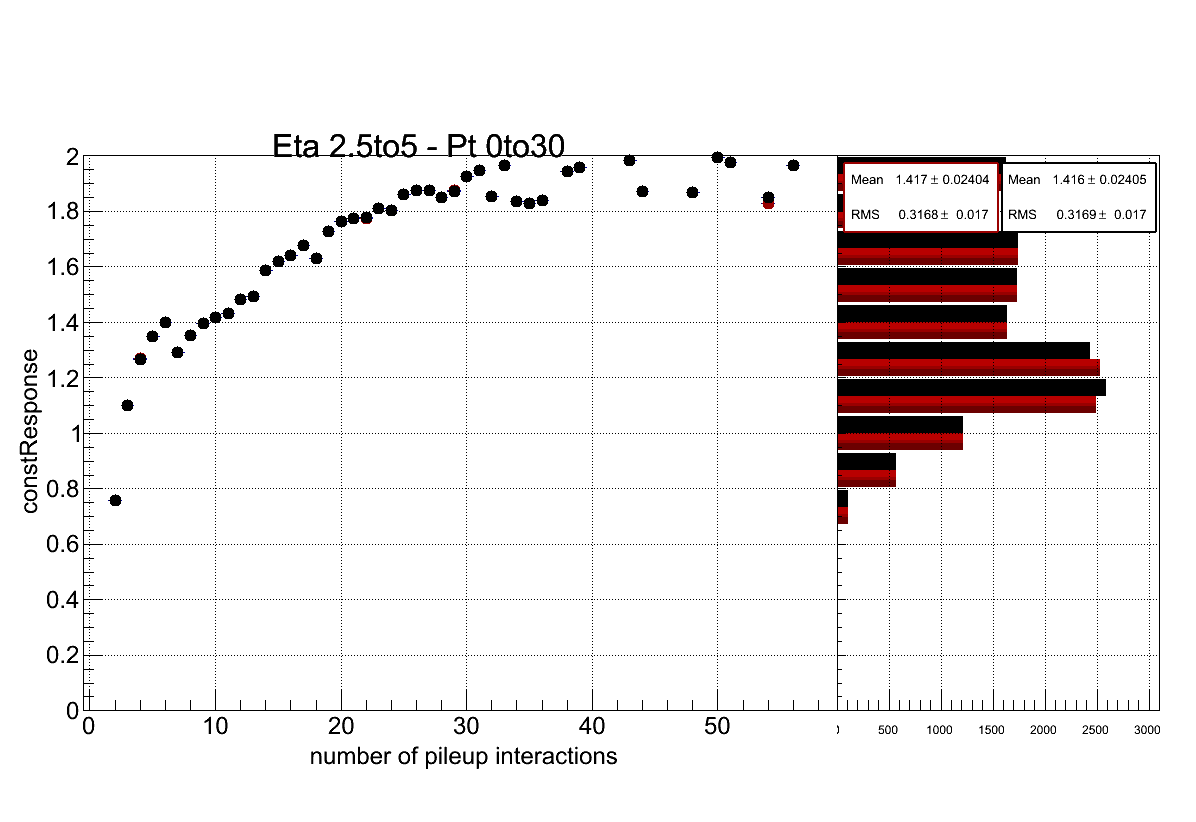 Eta 2.5to5 - Pt 0to30
2
1.8
1.6
1.4
1.2
1
0.8
0.6
0.4
0.2
0
constResponse
0 10 20 30 40 50
number of pileup interactions
Mean 1.417 ± 0.02404
RMS 0.3168 ± 0.017
Mean 1.416 ± 0.02405
RMS 0.3169 ± 0.017
500 1000 1500 2000 2500 3000